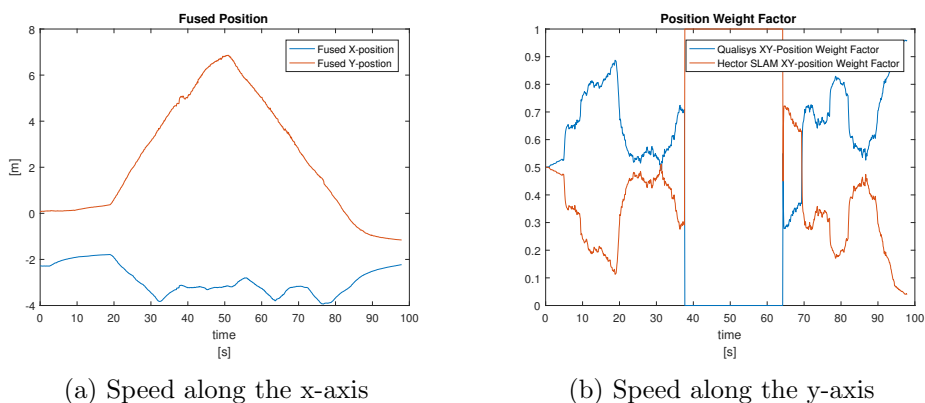 Fused Position
Fused X-position
Fused Y-postion
8
6
4
2
0
-2
-4
[m]
0 10 20 30 40 50 60 70 80 90 100
time
[s]
(a) Speed along the x-axis
Position Weight Factor
Qualisys XY-Position Weight Factor
Hector SLAM XY-position Weight Factor
1
0.9
0.8
0.7
0.6
0.5
0.4
0.3
0.2
0.1
0
0 10 20 30 40 50 60 70 80 90 100
time
[s]
(b) Speed along the y-axis